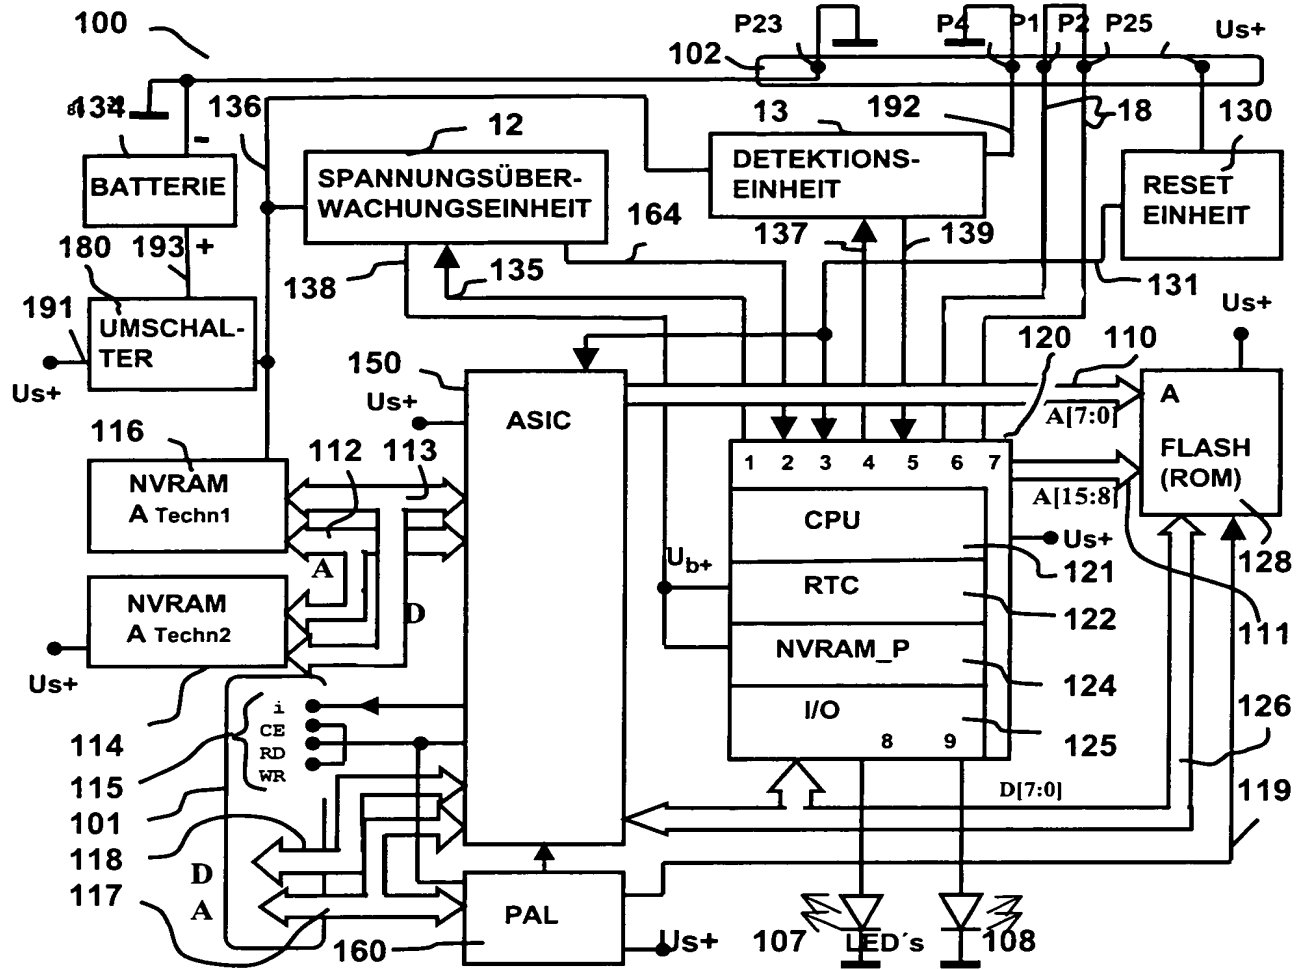 100
P23
P4
P1
P2
P25
Us+
102
134
136
12
13
192
18
130
-
BATTERIE
SPANNUNGSÜBER-
WACHUNGSEINHEIT
DETEKTIONS-
EINHEIT
RESET
EINHEIT
180
193
+
138
135
164
137
139
131
191
UMSCHAL-
TER
Us+
Us+
150
120
110
Us+
ASIC
A
A[7:0]
FLASH
(ROM)
116
112
113
NVRAM
A Techn1
1
2
3
4
5
6
7
A[15:8]
CPU
Us+
Ub+
121
128
A
RTC
NVRAM
A Techn2
D
122
111
NVRAM_P
Us+
124
114
i
I/O
126
CE
125
115
RD
8
9
WR
D[7:0]
119
101
118
D
117
A
PAL
160
Us+
107
LED´s
108